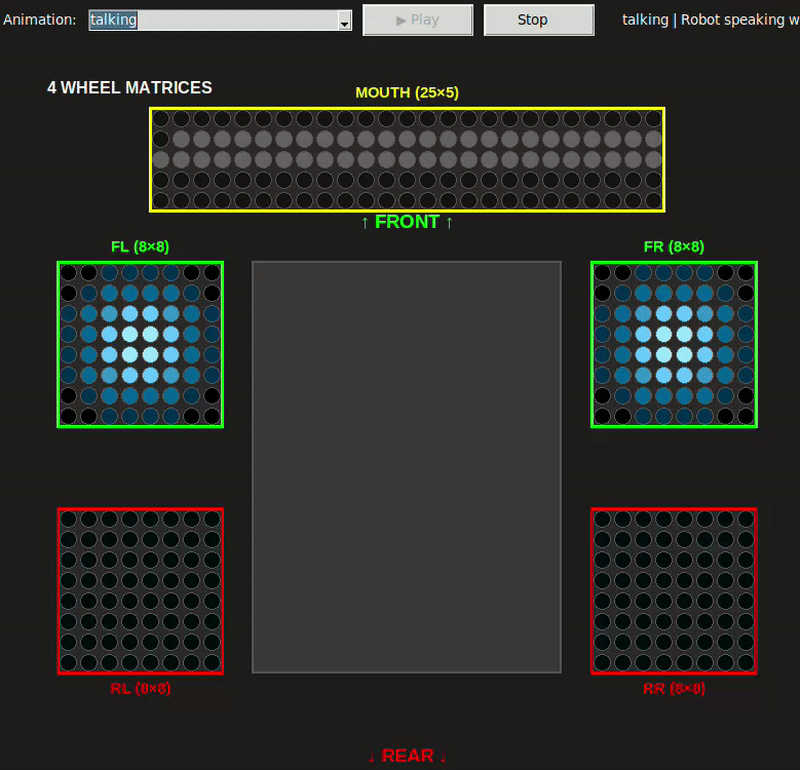 Animation: talking ▶ Play Stop talking | Robot speaking w
4 WHEEL MATRICES
MOUTH (25×5)
↑ FRONT ↑
FL (8×8) FR (8×8)
RL (8×8) RR (8×8)
↓ REAR ↓